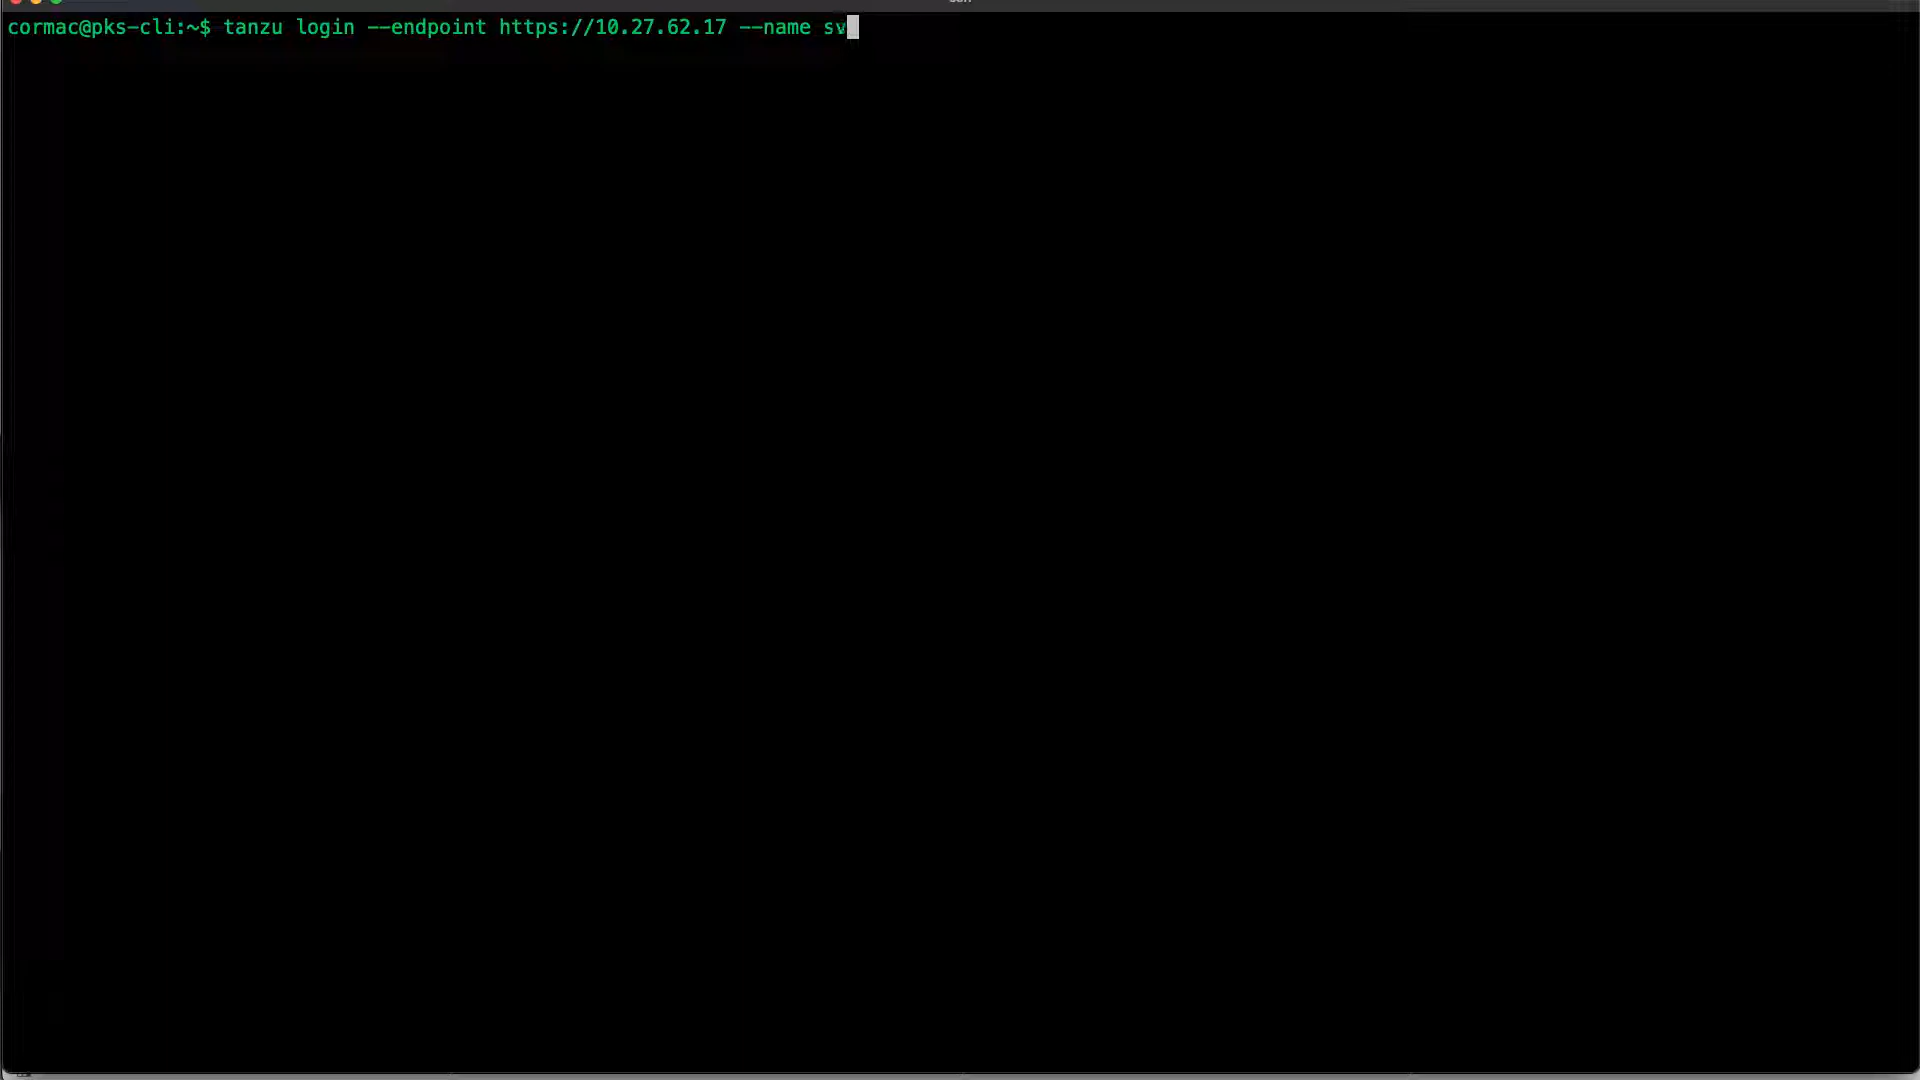 cormac@pks-cli:~$ tanzu login --endpoint https://10.27.62.17 --name sv